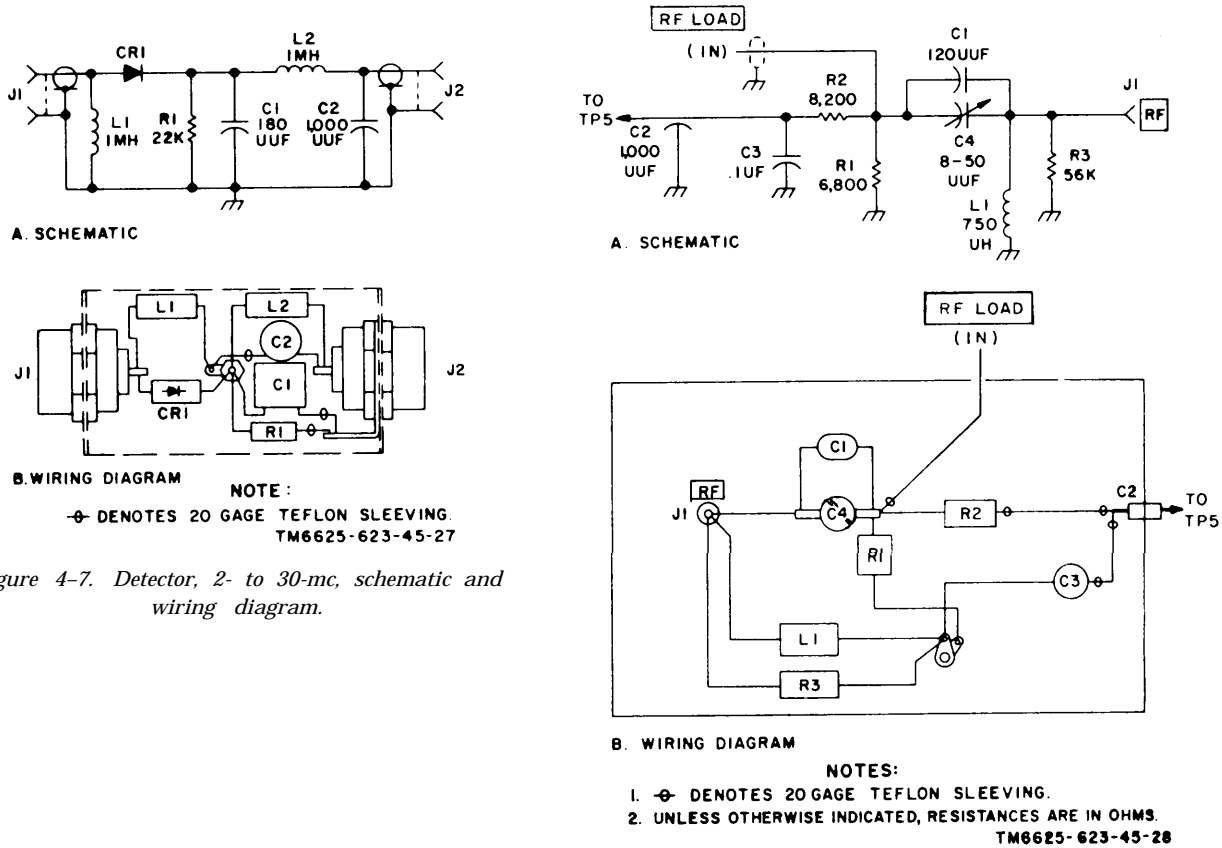 CR1
L2
1MH
J1
L1
1MH
R1
22K
C1
180
UUF
C2
1,000
UUF
J2
A. SCHEMATIC
L1
L2
C2
C1
J1
J2
CR1
R1
B. WIRING DIAGRAM
NOTE:
DENOTES 20 GAGE TEFLON SLEEVING.
TM6625-623-45-27
gure 4–7. Detector, 2- to 30-mc, schematic and
wiring diagram.
RF LOAD
(IN)
C1
120UUF
R2
8,200
TO
TP5
C2
1,000
UUF
C3
.1UF
R1
6,800
C4
8-50
UUF
L1
750
UH
R3
56K
J1
RF
A. SCHEMATIC
RF LOAD
(IN)
C1
RF
J1
C4
R2
C2
TO
TP5
R1
C3
L1
R3
B. WIRING DIAGRAM
NOTES:
1. DENOTES 20 GAGE TEFLON SLEEVING.
2. UNLESS OTHERWISE INDICATED, RESISTANCES ARE IN OHMS.
TM6625-623-45-28